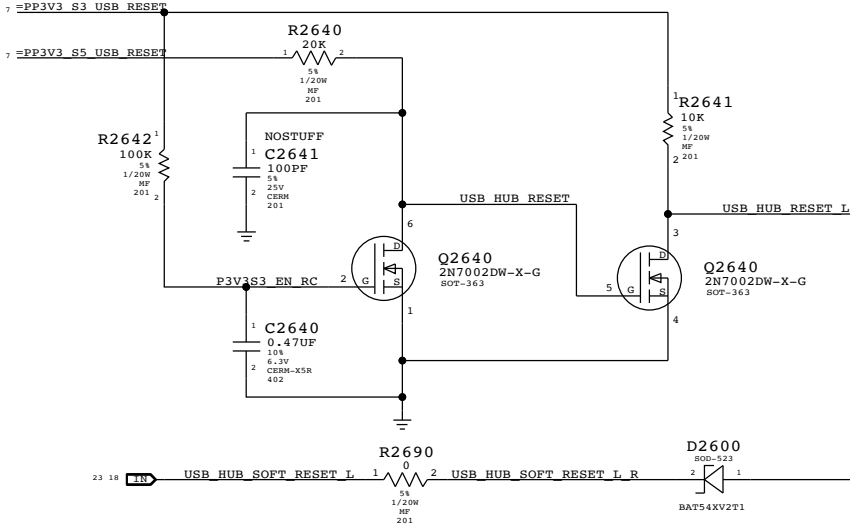 7 =PP3V3_S3_USB_RESET
R2640
20K
7 =PP3V3_S5_USB_RESET
1 2
5%
1/20W
MF
201
1
R2641
10K
5%
1/20W
MF
201
2
R2642
1
100K
5%
1/20W
MF
201
2
NOSTUFF
1
C2641
100PF
5%
25V
CERM
201
2
USB_HUB_RESET
USB_HUB_RESET_L
6
D
Q2640
2N7002DW-X-G
SOT-363
P3V3S3_EN_RC
2
G
S
1
3
D
Q2640
2N7002DW-X-G
SOT-363
5
G
S
4
1
C2640
0.47UF
10%
6.3V
CERM-X5R
402
2
R2690
0
23 18 IN USB_HUB_SOFT_RESET_L 1 2 USB_HUB_SOFT_RESET_L_R
5%
1/20W
MF
201
D2600
SOD-523
2 1
BAT54XV2T1